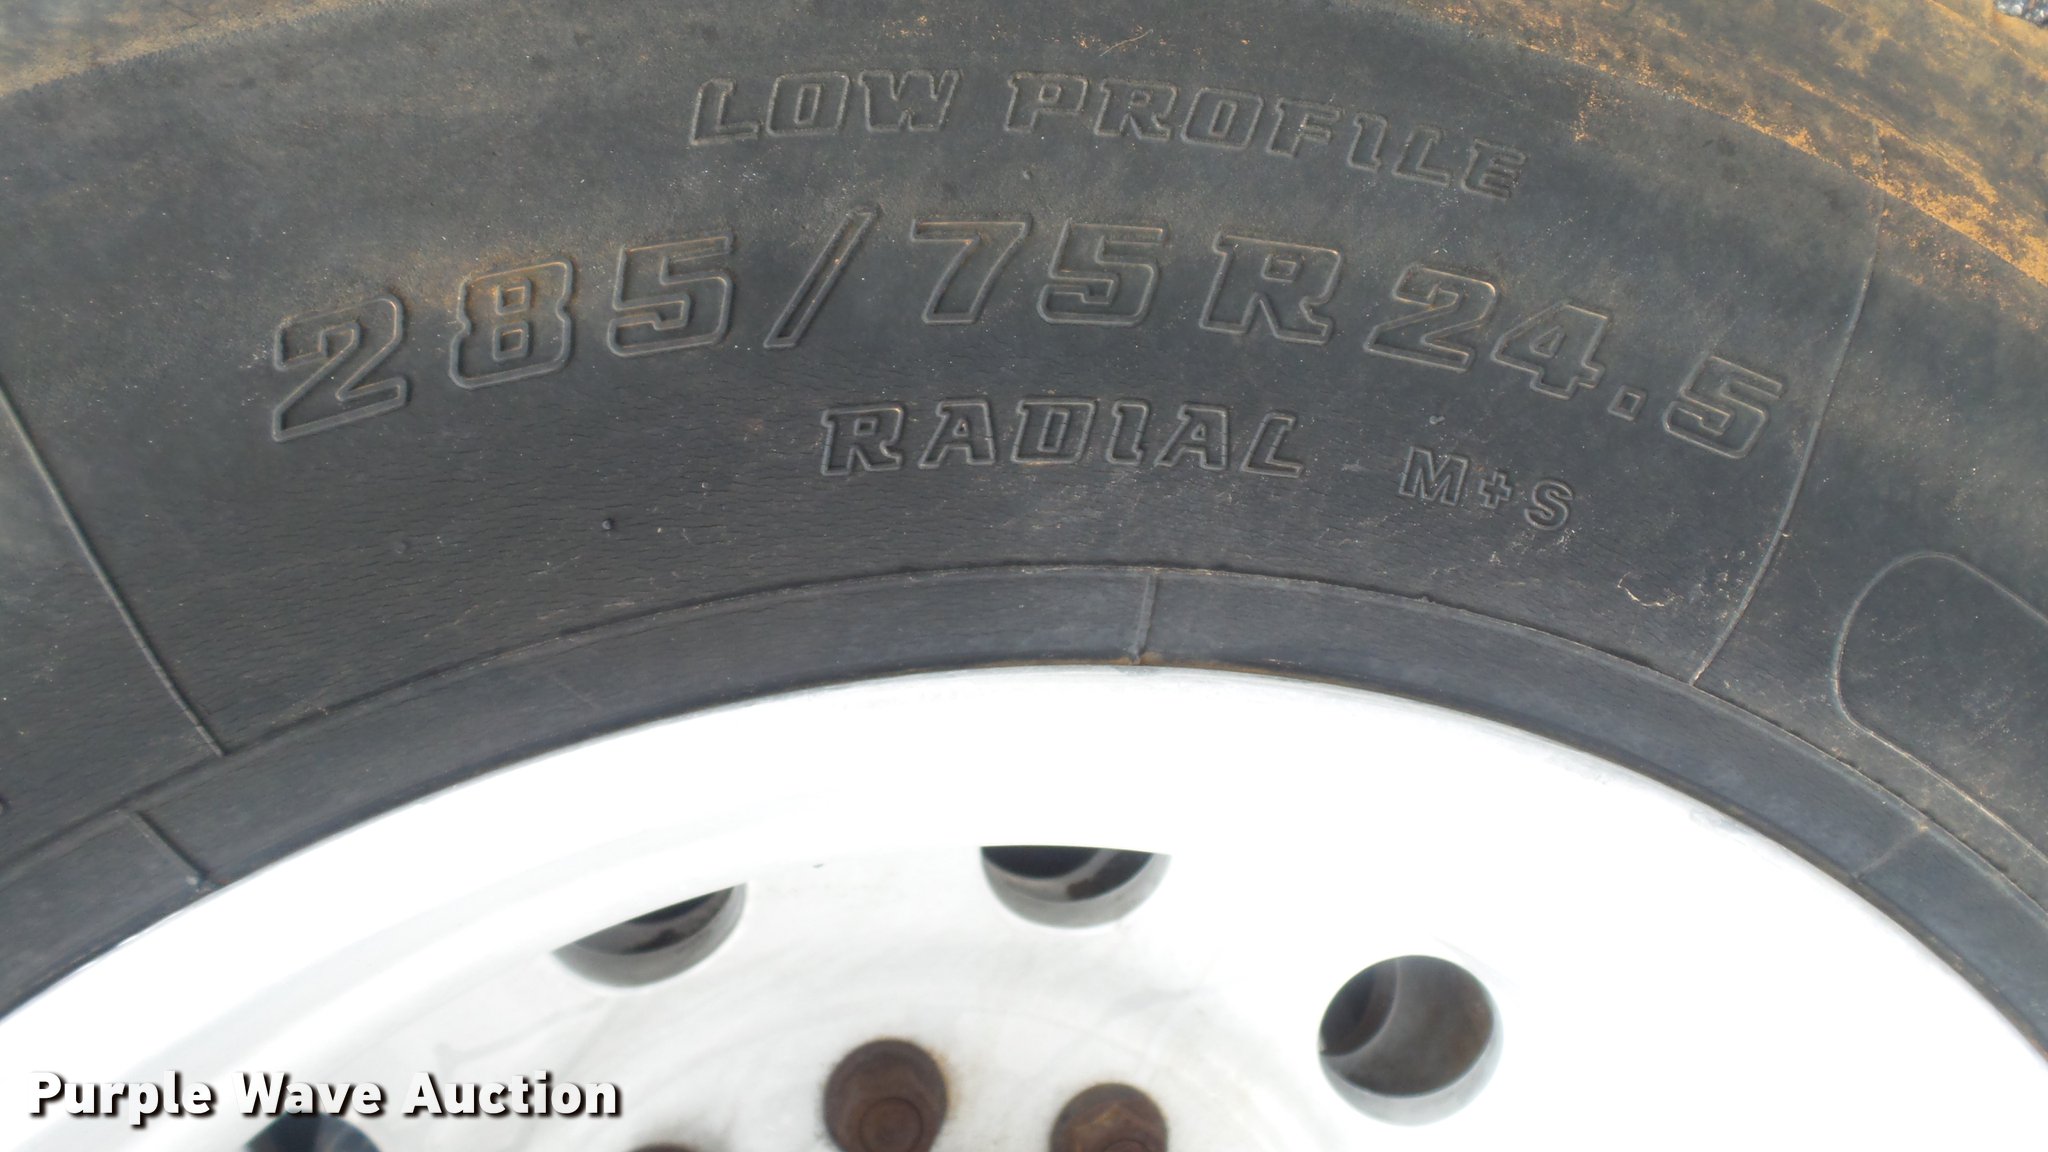 LOW PROFILE
285/75R24.5
RADIAL M+S
Purple Wave Auction